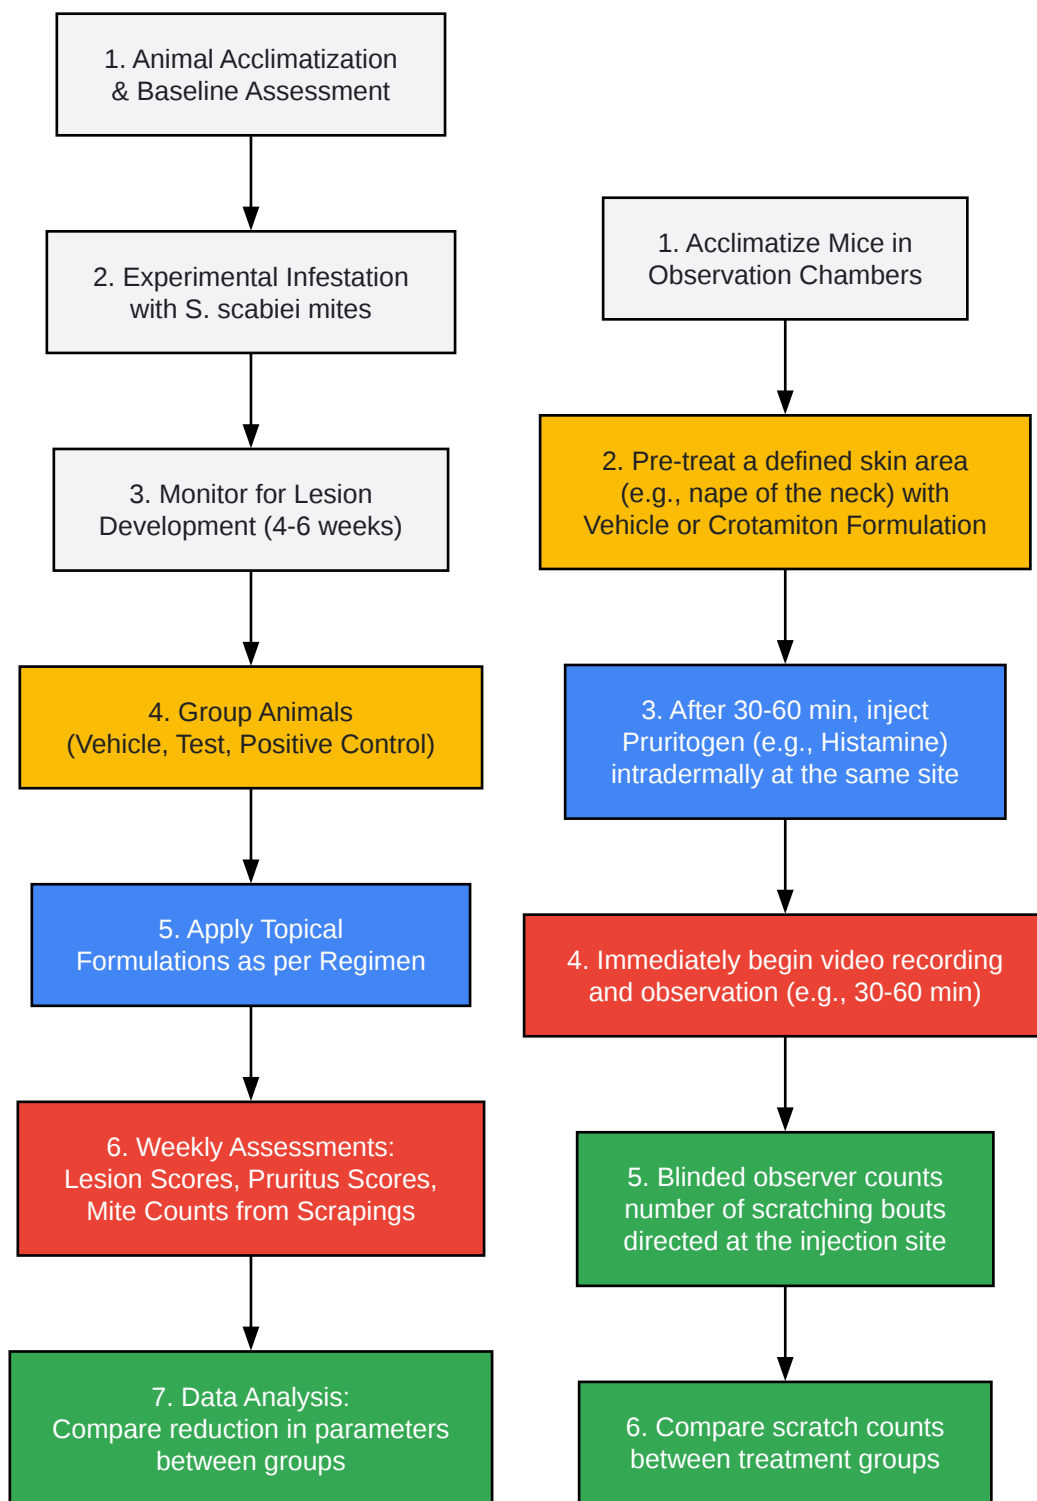 1. Animal Acclimatization
& Baseline Assessment
2. Experimental Infestation
with S. scabiei mites
3. Monitor for Lesion
Development (4-6 weeks)
4. Group Animals
(Vehicle, Test, Positive Control)
5. Apply Topical
Formulations as per Regimen
6. Weekly Assessments:
Lesion Scores, Pruritus Scores,
Mite Counts from Scrapings
7. Data Analysis:
Compare reduction in parameters
between groups
1. Acclimatize Mice in
Observation Chambers
2. Pre-treat a defined skin area
(e.g., nape of the neck) with
Vehicle or Crotamiton Formulation
3. After 30-60 min, inject
Pruritogen (e.g., Histamine)
intradermally at the same site
4. Immediately begin video recording
and observation (e.g., 30-60 min)
5. Blinded observer counts
number of scratching bouts
directed at the injection site
6. Compare scratch counts
between treatment groups